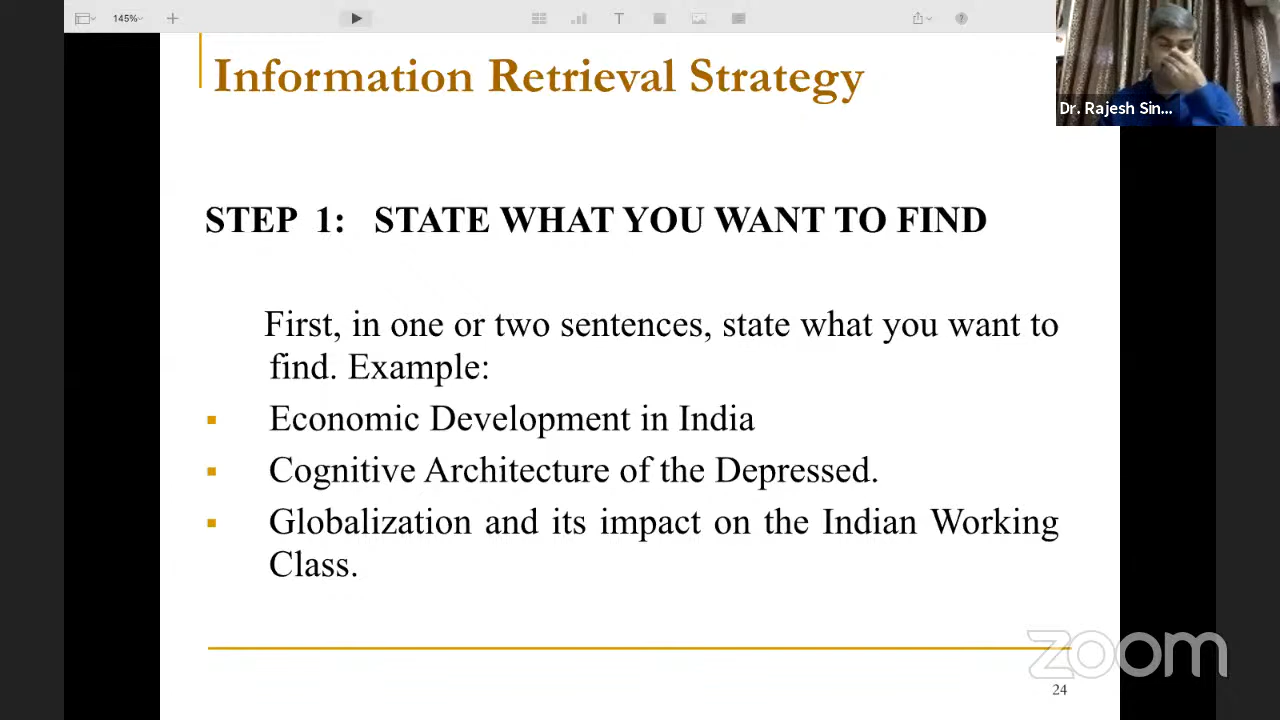 145%
T
?
Information Retrieval Strategy
Dr. Rajesh Sin...
STEP 1: STATE WHAT YOU WANT TO FIND
First, in one or two sentences, state what you want to
find. Example:
Economic Development in India
Cognitive Architecture of the Depressed.
Globalization and its impact on the Indian Working
Class.
zoom
24